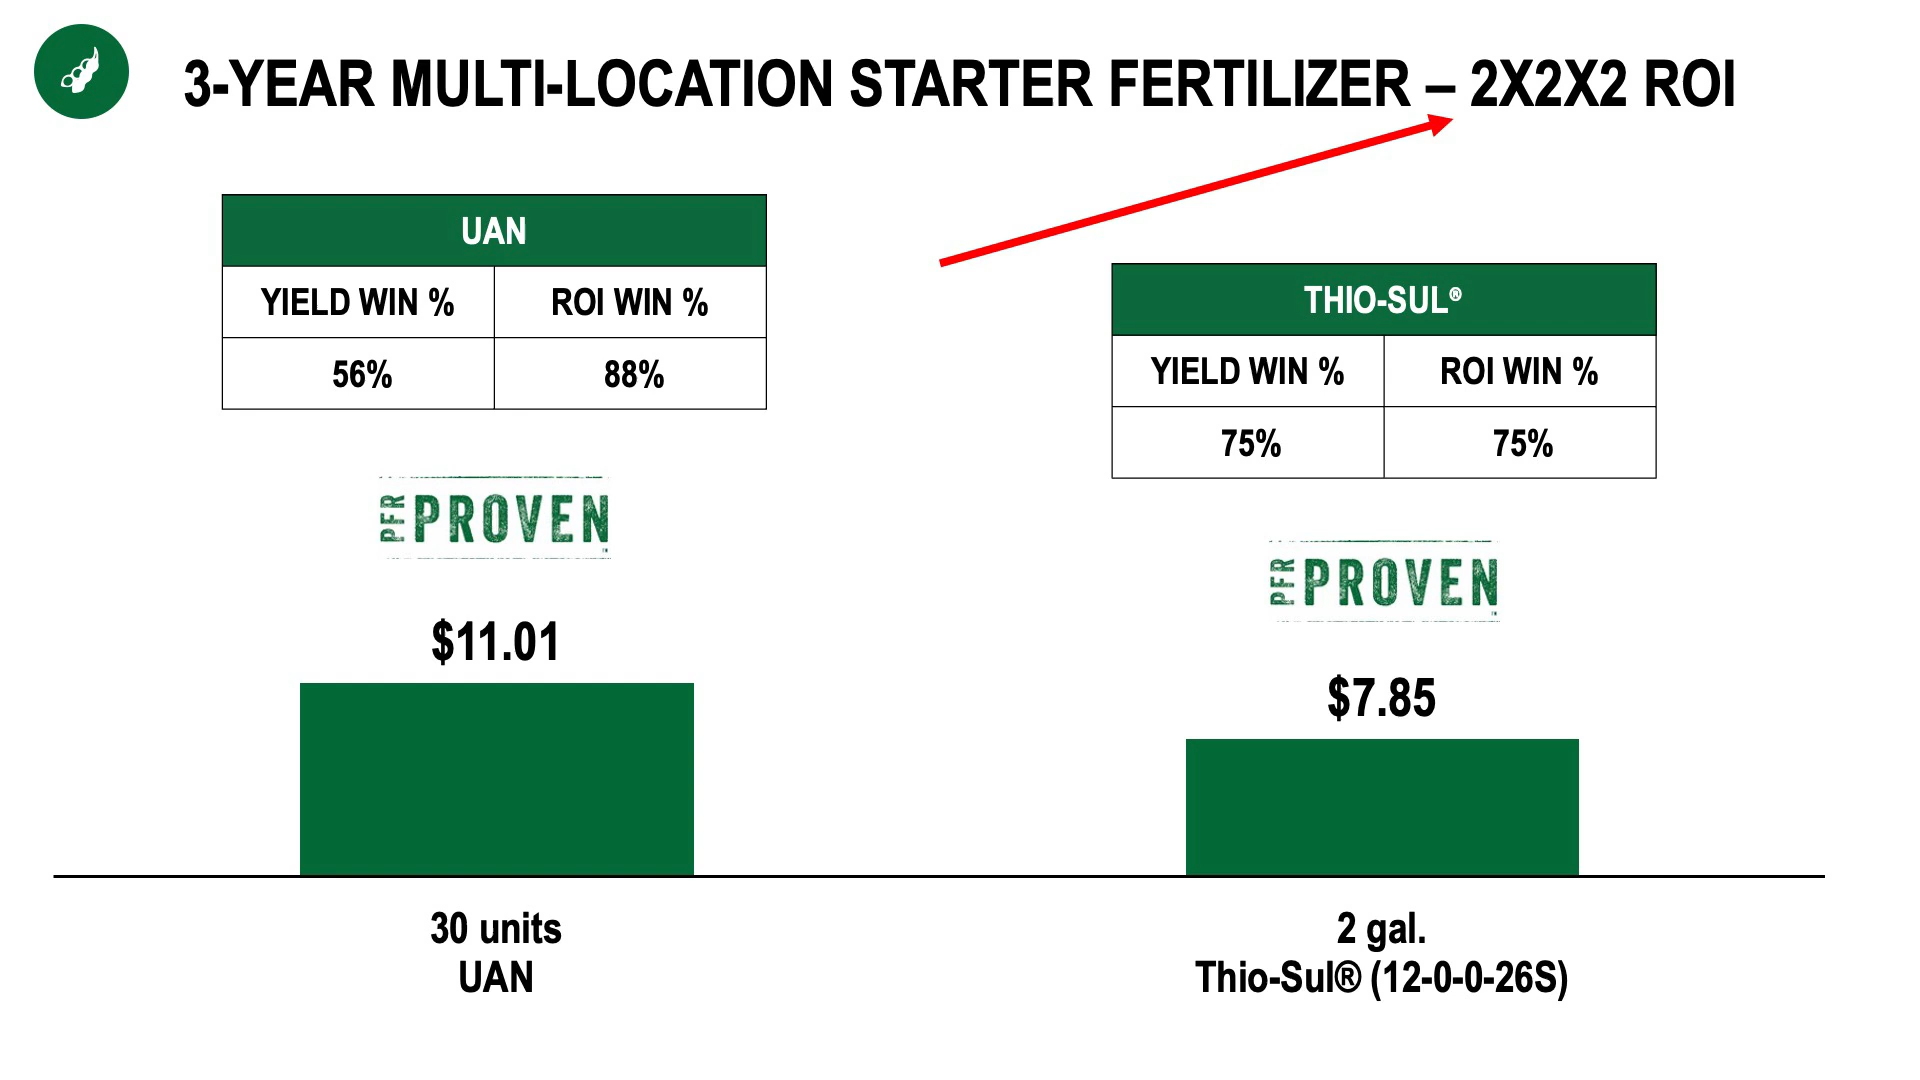 3-YEAR MULTI-LOCATION STARTER FERTILIZER – 2X2X2 ROI
UAN
YIELD WIN % ROI WIN %
56% 88%
THIO-SUL®
YIELD WIN % ROI WIN %
75% 75%
PFR PROVEN
PFR PROVEN
$11.01
$7.85
30 units
UAN
2 gal.
Thio-Sul® (12-0-0-26S)